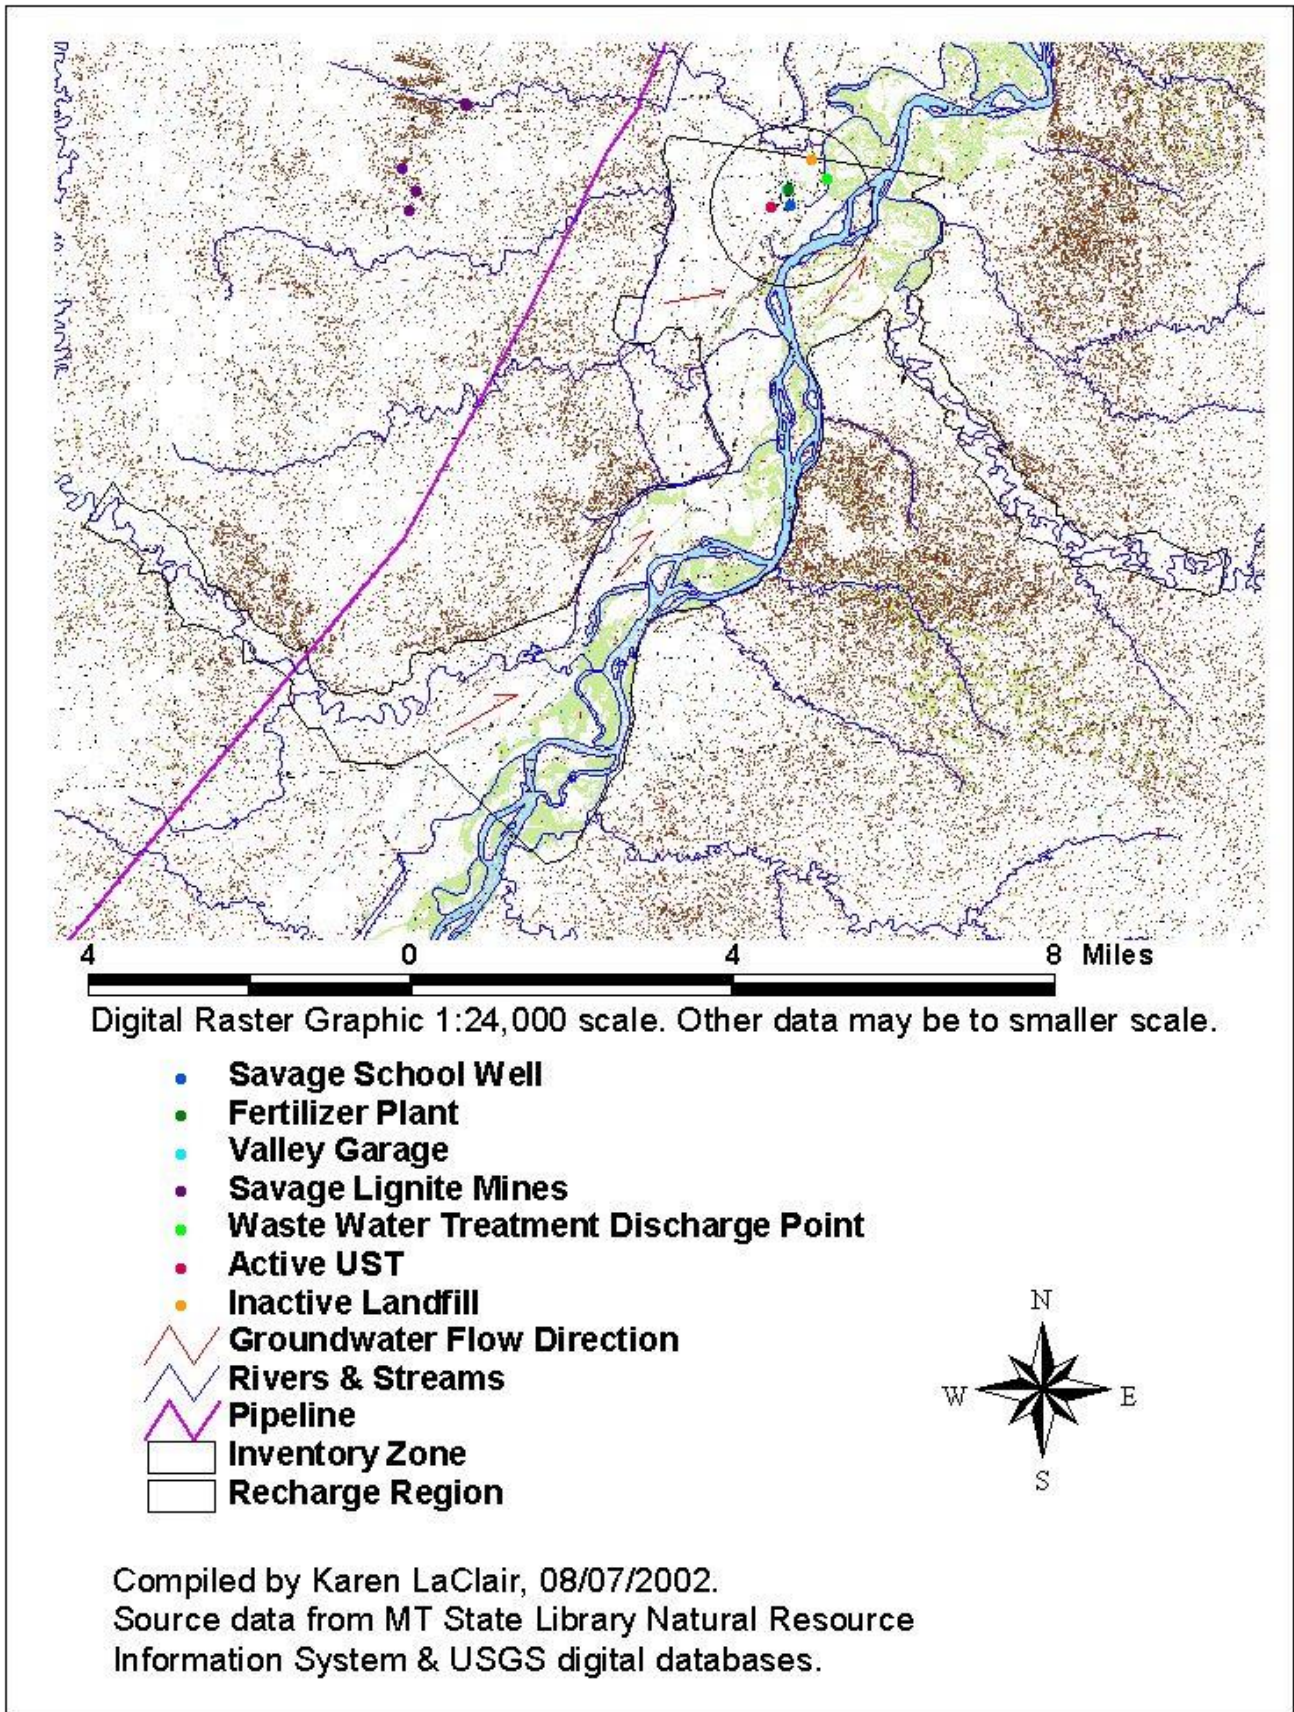 4 0 4 8 Miles
Digital Raster Graphic 1:24,000 scale. Other data may be to smaller scale.
Savage School Well
Fertilizer Plant
Valley Garage
Savage Lignite Mines
Waste Water Treatment Discharge Point
Active UST
Inactive Landfill
Groundwater Flow Direction
Rivers & Streams
Pipeline
Inventory Zone
Recharge Region
N
W E
S
Compiled by Karen LaClair, 08/07/2002.
Source data from MT State Library Natural Resource
Information System & USGS digital databases.